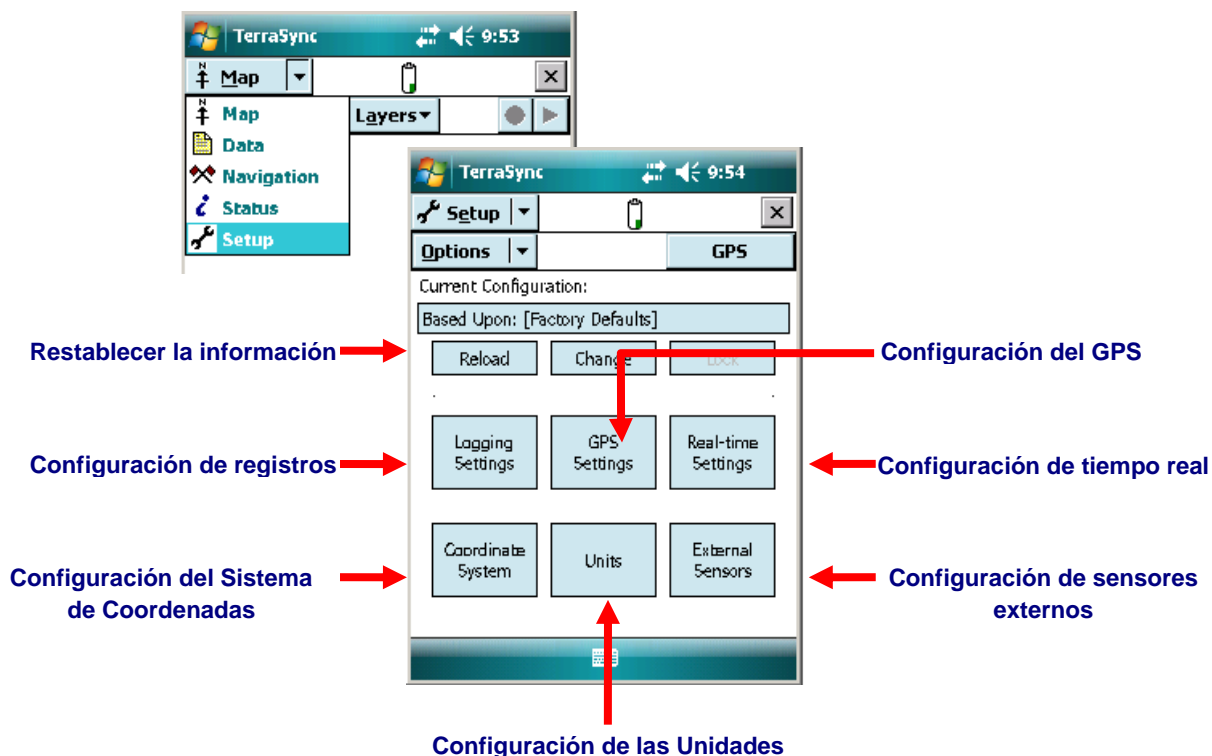 TerraSync 9:53
Map
Map
Layers
Data
Navigation
Status
Setup
TerraSync 9:54
Setup
Options GPS
Current Configuration:
Based Upon: [Factory Defaults]
Reload Change Lock
Restablecer la información
Configuración del GPS
Logging Settings
GPS Settings
Real-time Settings
Configuración de registros
Configuración de tiempo real
Coordinate System
Units
External Sensors
Configuración del Sistema
de Coordenadas
Configuración de sensores
externos
Configuración de las Unidades